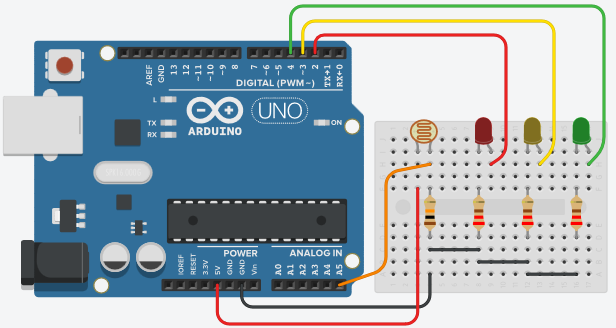 AREF
GND
13
12
~11
~10
~9
8
7
~6
~5
4
~3
2
TX→1
RX←0
DIGITAL (PWM~)
L
TX
RX
UNO
ARDUINO
ON
POWER
ANALOG IN
IOREF
RESET
3.3V
5V
GND
GND
Vin
A0
A1
A2
A3
A4
A5